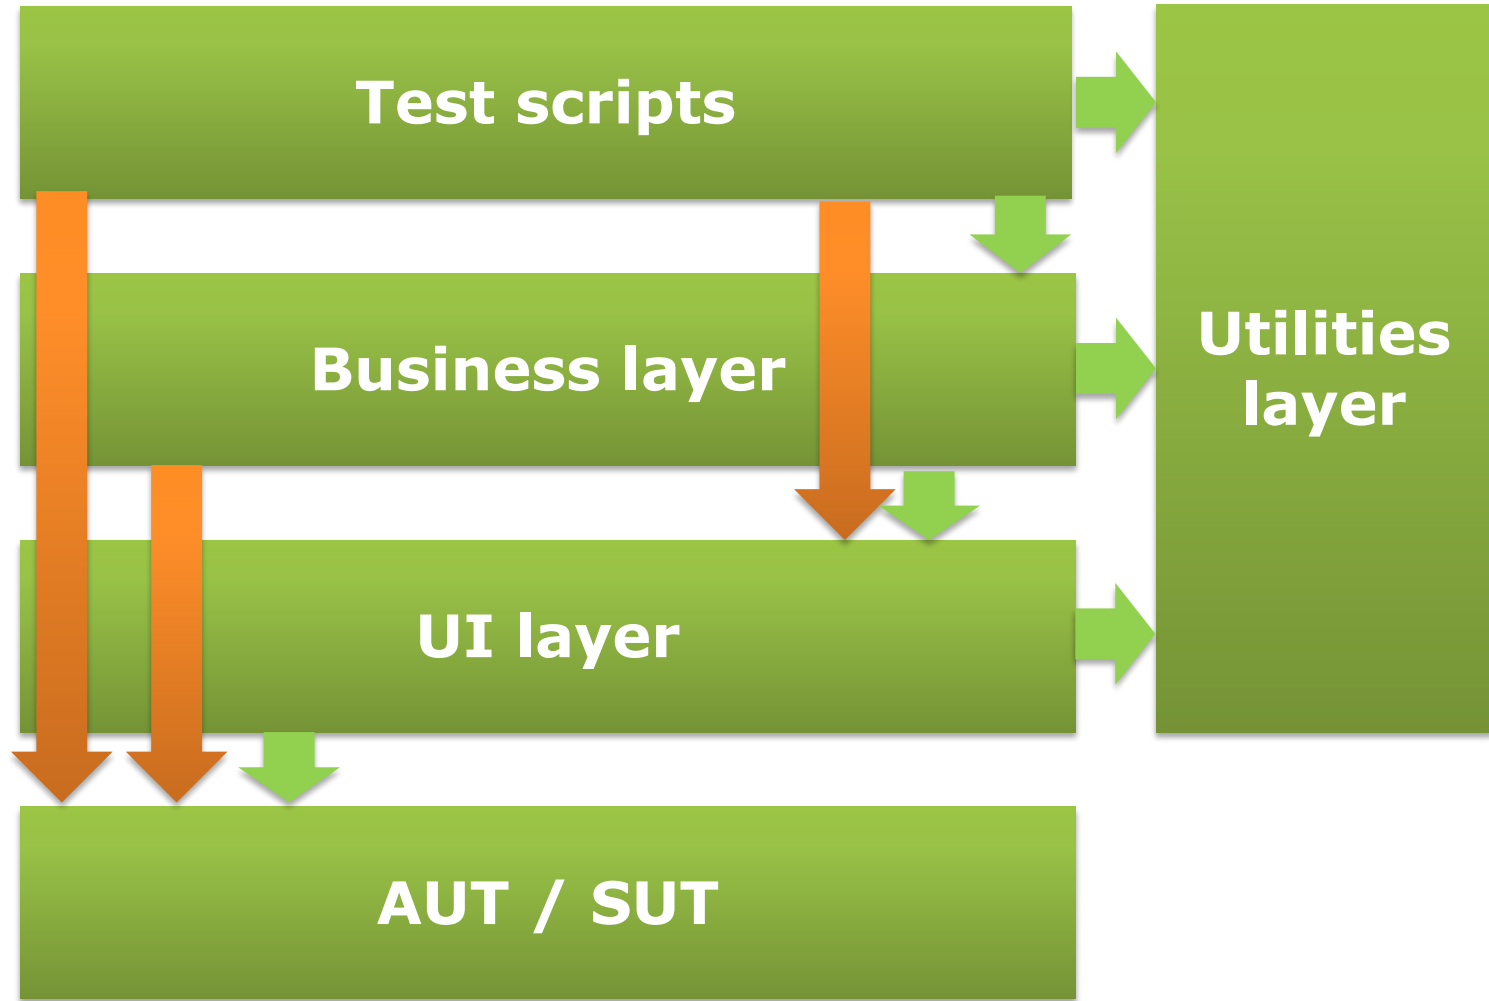 Test scripts
Business layer
Utilities
layer
UI layer
AUT / SUT